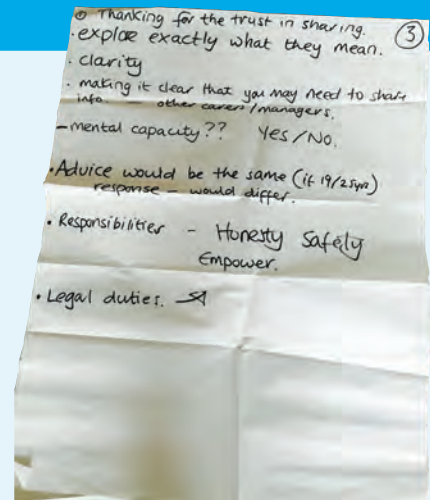 • Thanking for the trust in sharing.
③
• explore exactly what they mean.
• clarity
• making it clear that you may need to share
info — other carers/managers.
– mental capacity?? Yes/No.
• Advice would be the same (if 19/25yr)
response – would differ.
• Responsibilities – Honesty Safely
Empower.
• Legal duties.